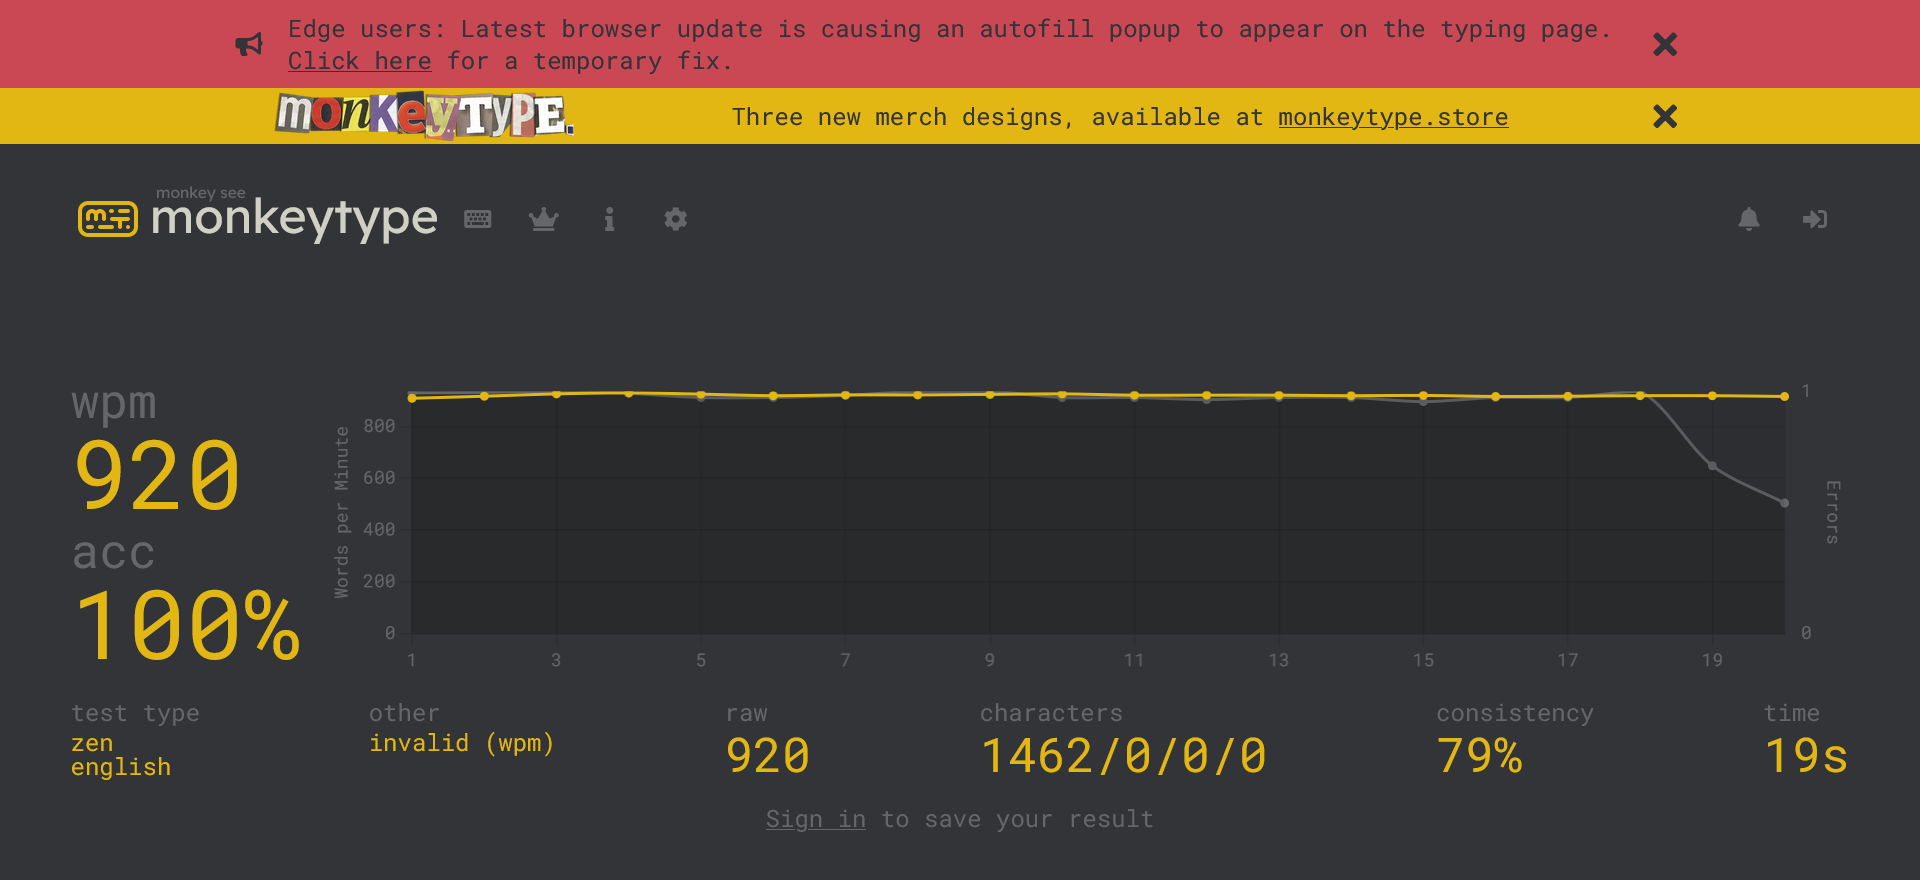 Edge users: Latest browser update is causing an autofill popup to appear on the typing page.
Click here for a temporary fix.
monkeyTYPE.
Three new merch designs, available at monkeytype.store
monkey see
monkeytype
wpm
920
acc
100%
Words per Minute
800
600
400
200
0
1
3
5
7
9
11
13
15
17
19
1
0
Errors
test type
zen
english
other
invalid (wpm)
raw
920
characters
1462/0/0/0
consistency
79%
time
19s
Sign in to save your result